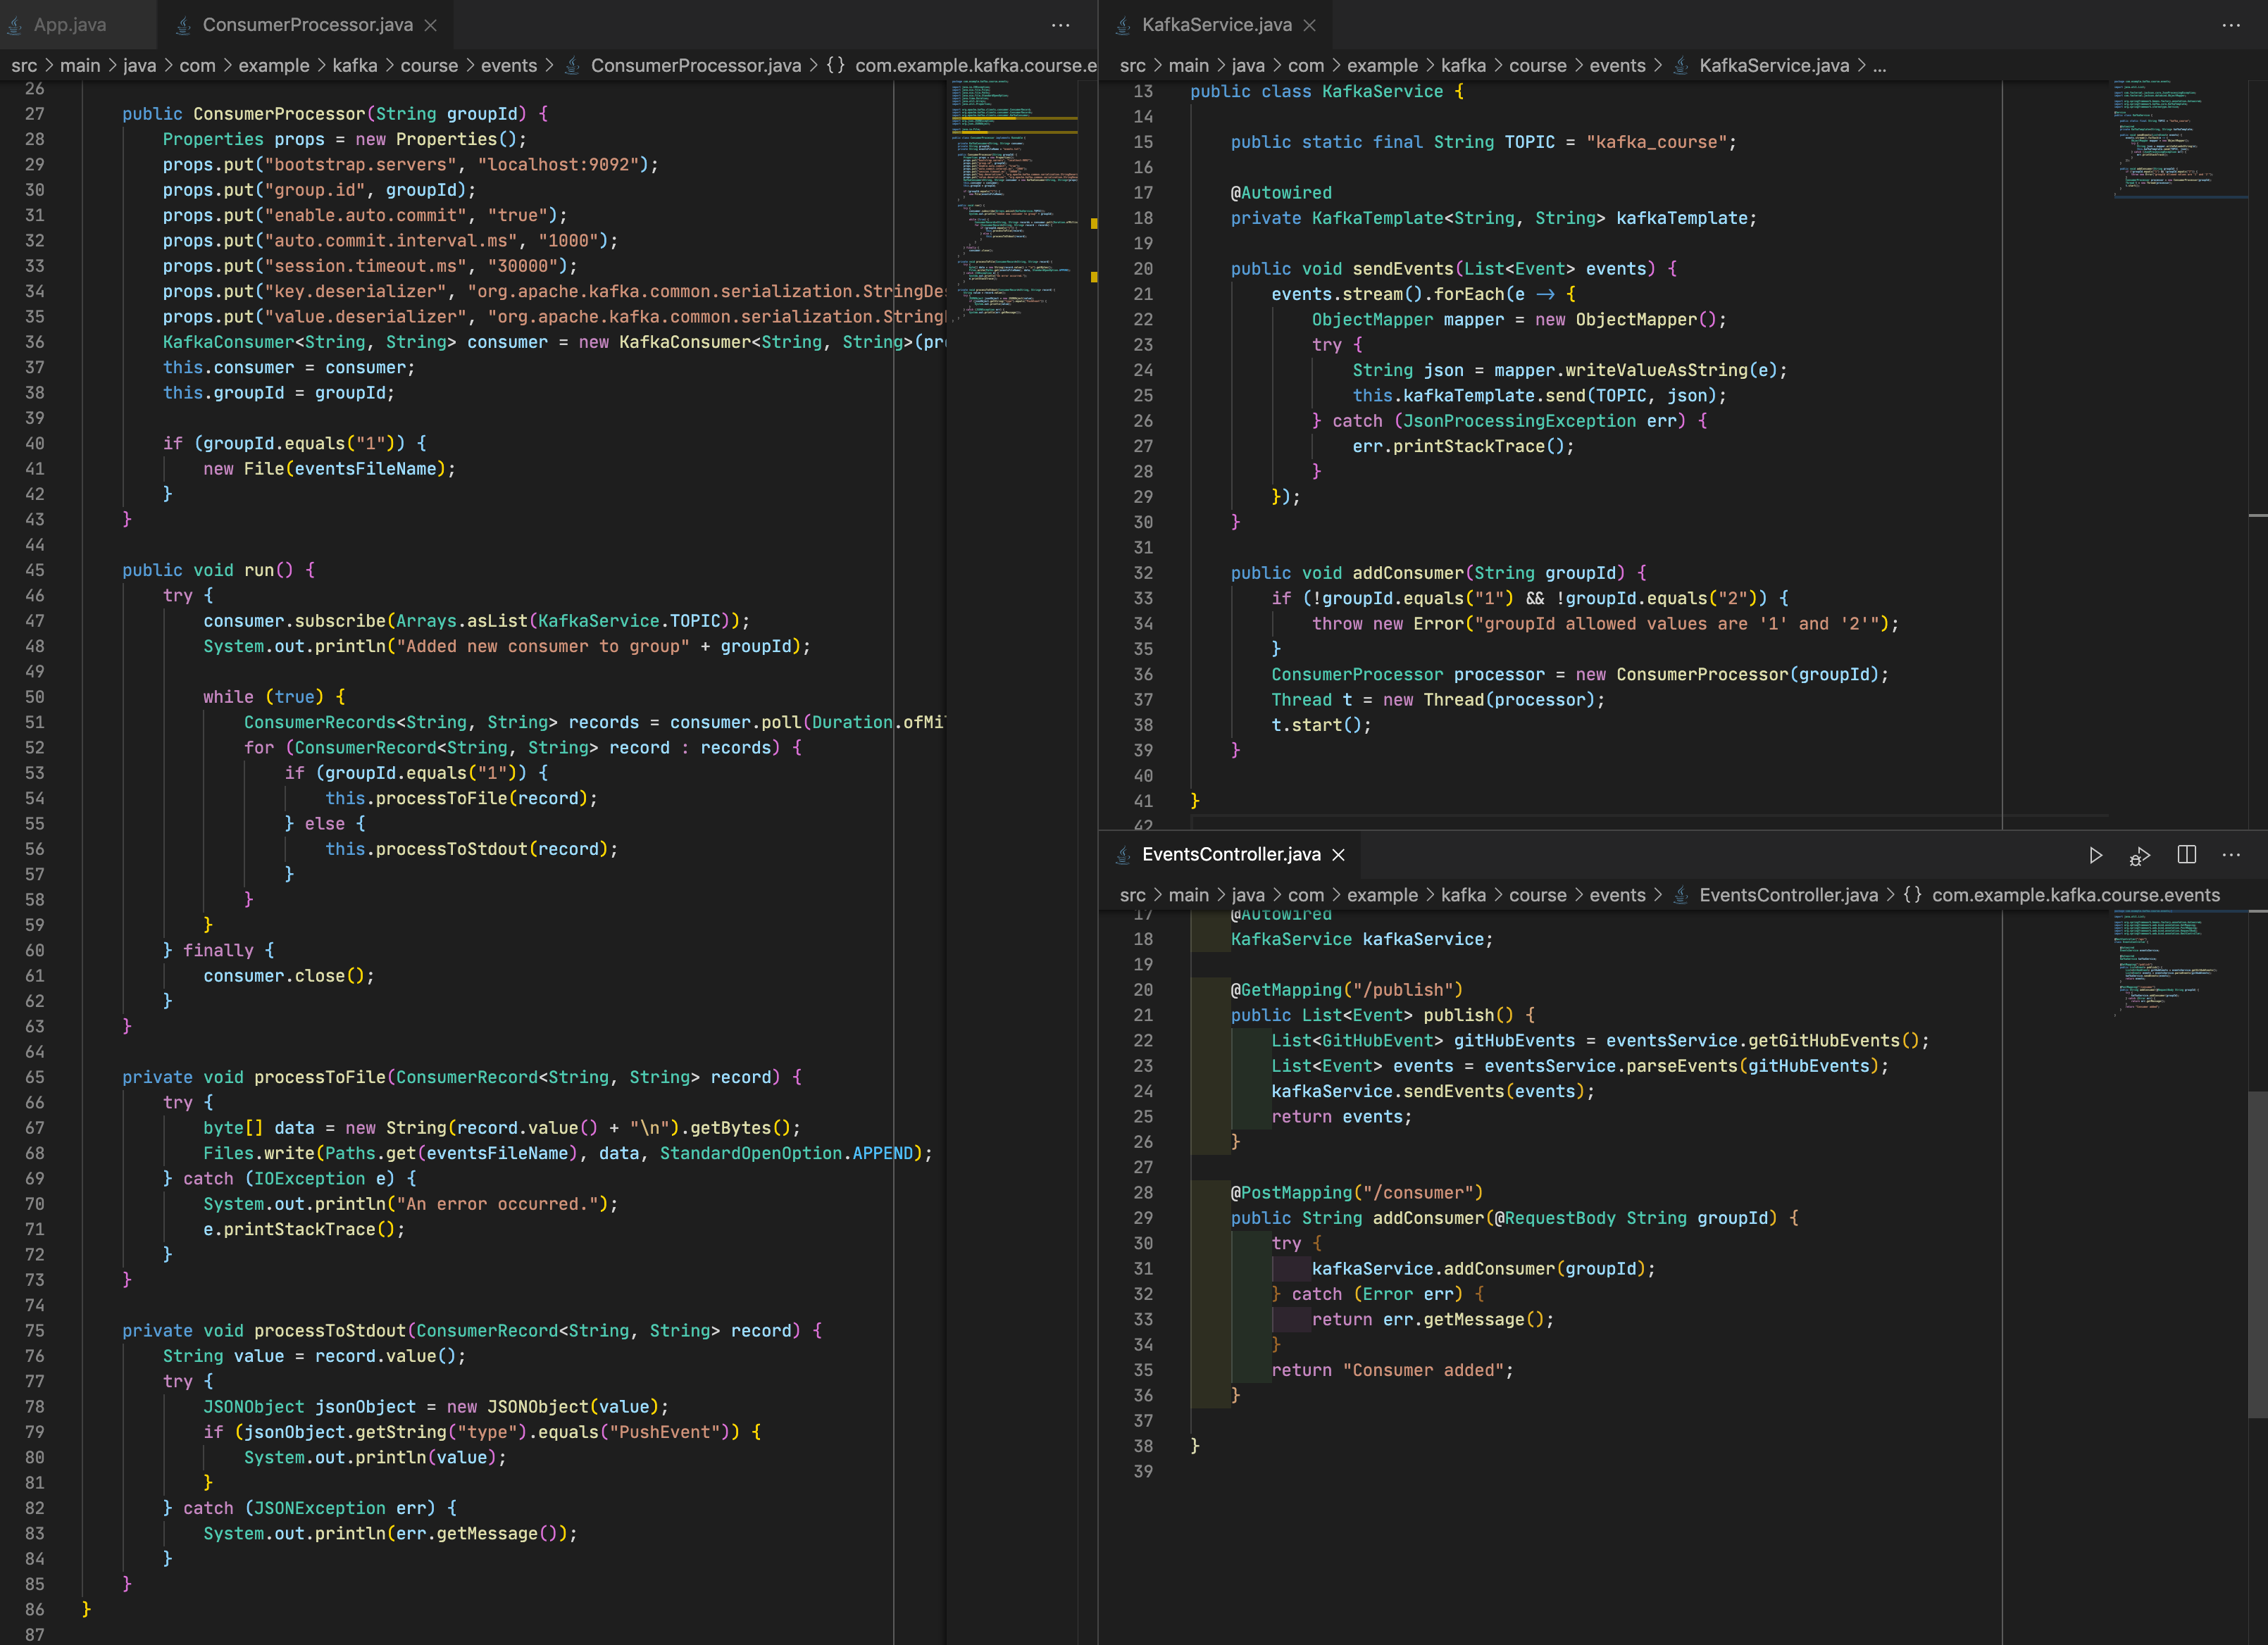 App.java
ConsumerProcessor.java
src > main > java > com > example > kafka > course > events > ConsumerProcessor.java > {} com.example.kafka.course.e
26
27 public ConsumerProcessor(String groupId) {
28 Properties props = new Properties();
29 props.put("bootstrap.servers", "localhost:9092");
30 props.put("group.id", groupId);
31 props.put("enable.auto.commit", "true");
32 props.put("auto.commit.interval.ms", "1000");
33 props.put("session.timeout.ms", "30000");
34 props.put("key.deserializer", "org.apache.kafka.common.serialization.StringDes
35 props.put("value.deserializer", "org.apache.kafka.common.serialization.String
36 KafkaConsumer<String, String> consumer = new KafkaConsumer<String, String>(pr
37 this.consumer = consumer;
38 this.groupId = groupId;
39
40 if (groupId.equals("1")) {
41 new File(eventsFileName);
42 }
43 }
44
45 public void run() {
46 try {
47 consumer.subscribe(Arrays.asList(KafkaService.TOPIC));
48 System.out.println("Added new consumer to group" + groupId);
49
50 while (true) {
51 ConsumerRecords<String, String> records = consumer.poll(Duration.ofMi
52 for (ConsumerRecord<String, String> record : records) {
53 if (groupId.equals("1")) {
54 this.processToFile(record);
55 } else {
56 this.processToStdout(record);
57 }
58 }
59 }
60 } finally {
61 consumer.close();
62 }
63 }
64
65 private void processToFile(ConsumerRecord<String, String> record) {
66 try {
67 byte[] data = new String(record.value() + "\n").getBytes();
68 Files.write(Paths.get(eventsFileName), data, StandardOpenOption.APPEND);
69 } catch (IOException e) {
70 System.out.println("An error occurred.");
71 e.printStackTrace();
72 }
73 }
74
75 private void processToStdout(ConsumerRecord<String, String> record) {
76 String value = record.value();
77 try {
78 JSONObject jsonObject = new JSONObject(value);
79 if (jsonObject.getString("type").equals("PushEvent")) {
80 System.out.println(value);
81 }
82 } catch (JSONException err) {
83 System.out.println(err.getMessage());
84 }
85 }
86 }
87
KafkaService.java
src > main > java > com > example > kafka > course > events > KafkaService.java > ...
13 public class KafkaService {
14
15 public static final String TOPIC = "kafka_course";
16
17 @Autowired
18 private KafkaTemplate<String, String> kafkaTemplate;
19
20 public void sendEvents(List<Event> events) {
21 events.stream().forEach(e -> {
22 ObjectMapper mapper = new ObjectMapper();
23 try {
24 String json = mapper.writeValueAsString(e);
25 this.kafkaTemplate.send(TOPIC, json);
26 } catch (JsonProcessingException err) {
27 err.printStackTrace();
28 }
29 });
30 }
31
32 public void addConsumer(String groupId) {
33 if (!groupId.equals("1") && !groupId.equals("2")) {
34 throw new Error("groupId allowed values are '1' and '2'");
35 }
36 ConsumerProcessor processor = new ConsumerProcessor(groupId);
37 Thread t = new Thread(processor);
38 t.start();
39 }
40
41 }
42
EventsController.java
src > main > java > com > example > kafka > course > events > EventsController.java > {} com.example.kafka.course.events
17 @Autowired
18 KafkaService kafkaService;
19
20 @GetMapping("/publish")
21 public List<Event> publish() {
22 List<GitHubEvent> gitHubEvents = eventsService.getGitHubEvents();
23 List<Event> events = eventsService.parseEvents(gitHubEvents);
24 kafkaService.sendEvents(events);
25 return events;
26 }
27
28 @PostMapping("/consumer")
29 public String addConsumer(@RequestBody String groupId) {
30 try {
31 kafkaService.addConsumer(groupId);
32 } catch (Error err) {
33 return err.getMessage();
34 }
35 return "Consumer added";
36 }
37
38 }
39